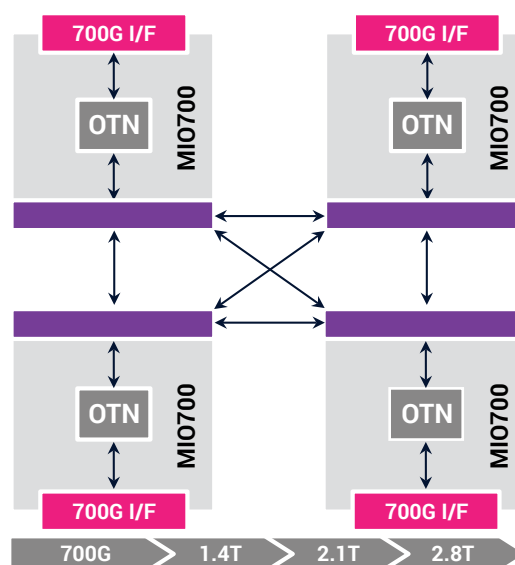 700G I/F
700G I/F
OTN
MIO700
OTN
MIO700
OTN
MIO700
OTN
MIO700
700G I/F
700G I/F
700G
1.4T
2.1T
2.8T